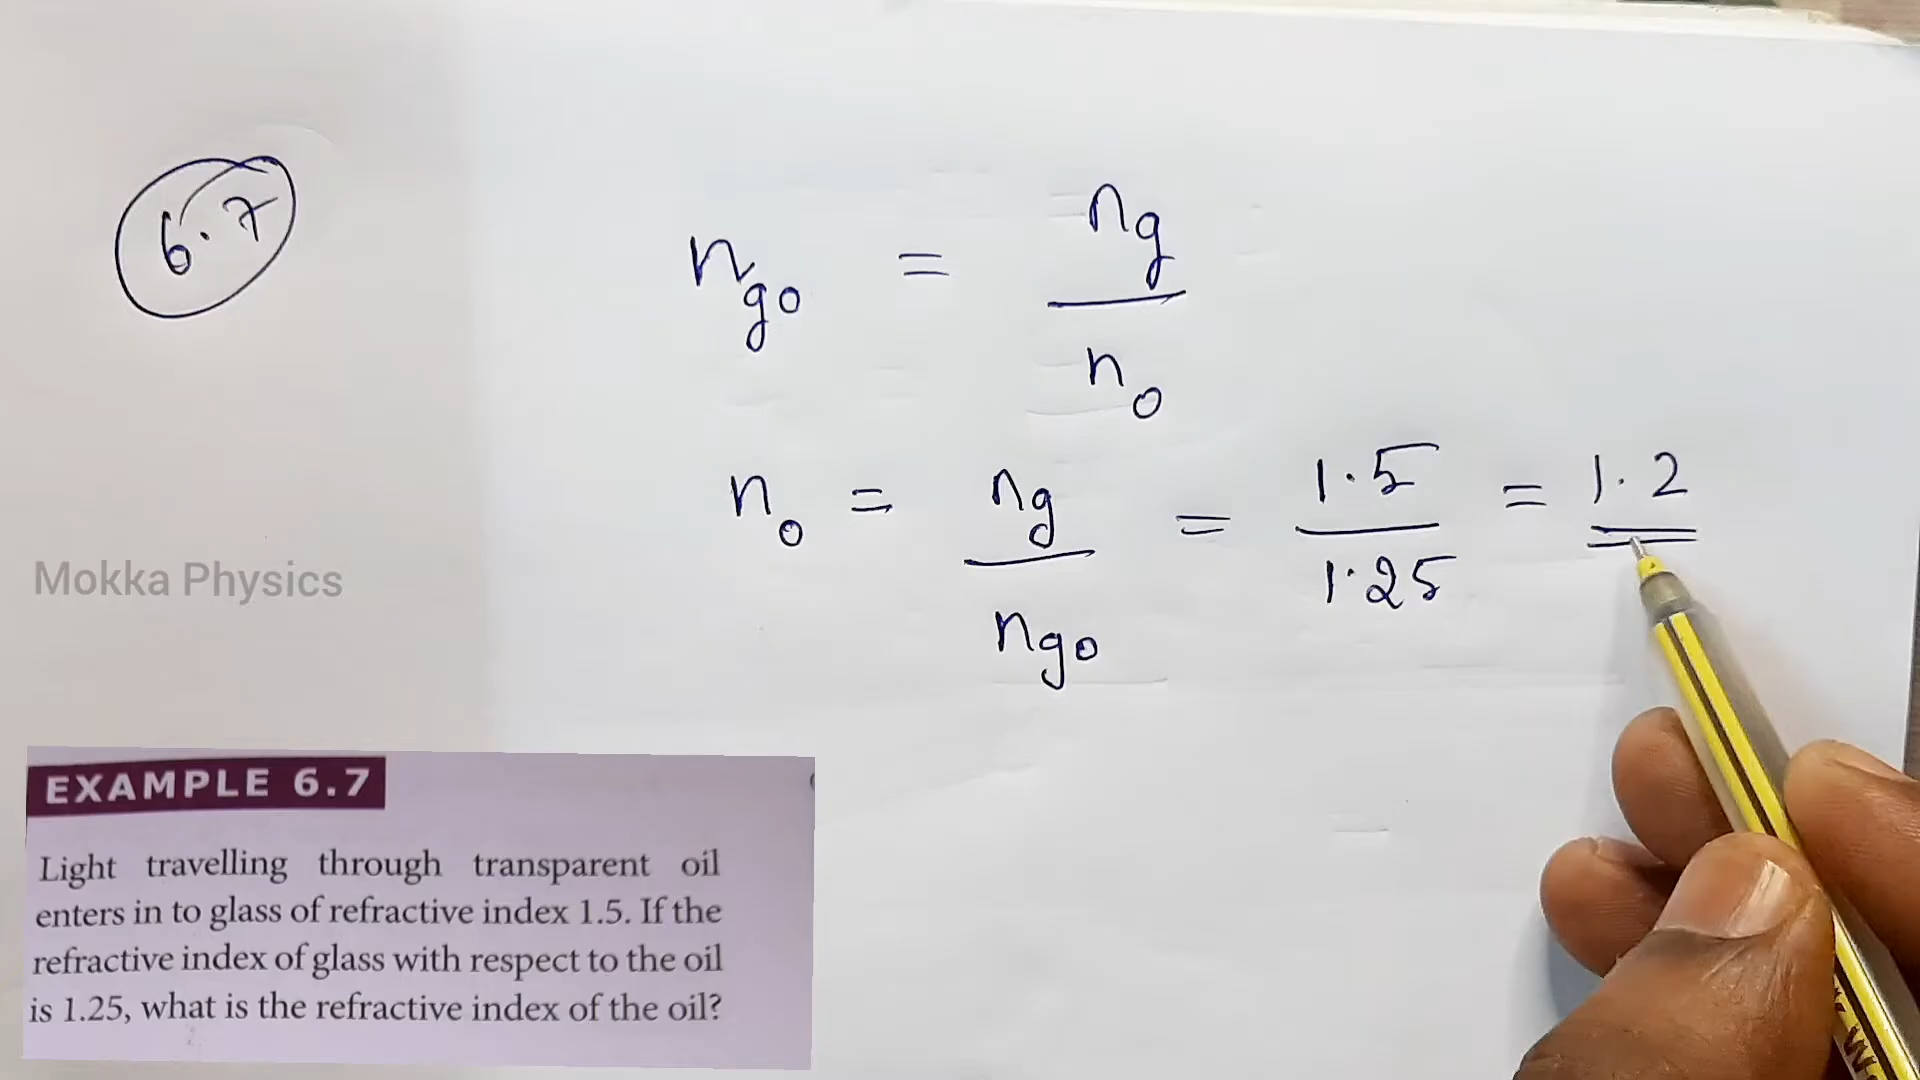 6.7
n_go = n_g / n_o
n_o = n_g / n_go = 1.5 / 1.25 = 1.2
Mokka Physics
EXAMPLE 6.7
Light travelling through transparent oil
enters in to glass of refractive index 1.5. If the
refractive index of glass with respect to the oil
is 1.25, what is the refractive index of the oil?